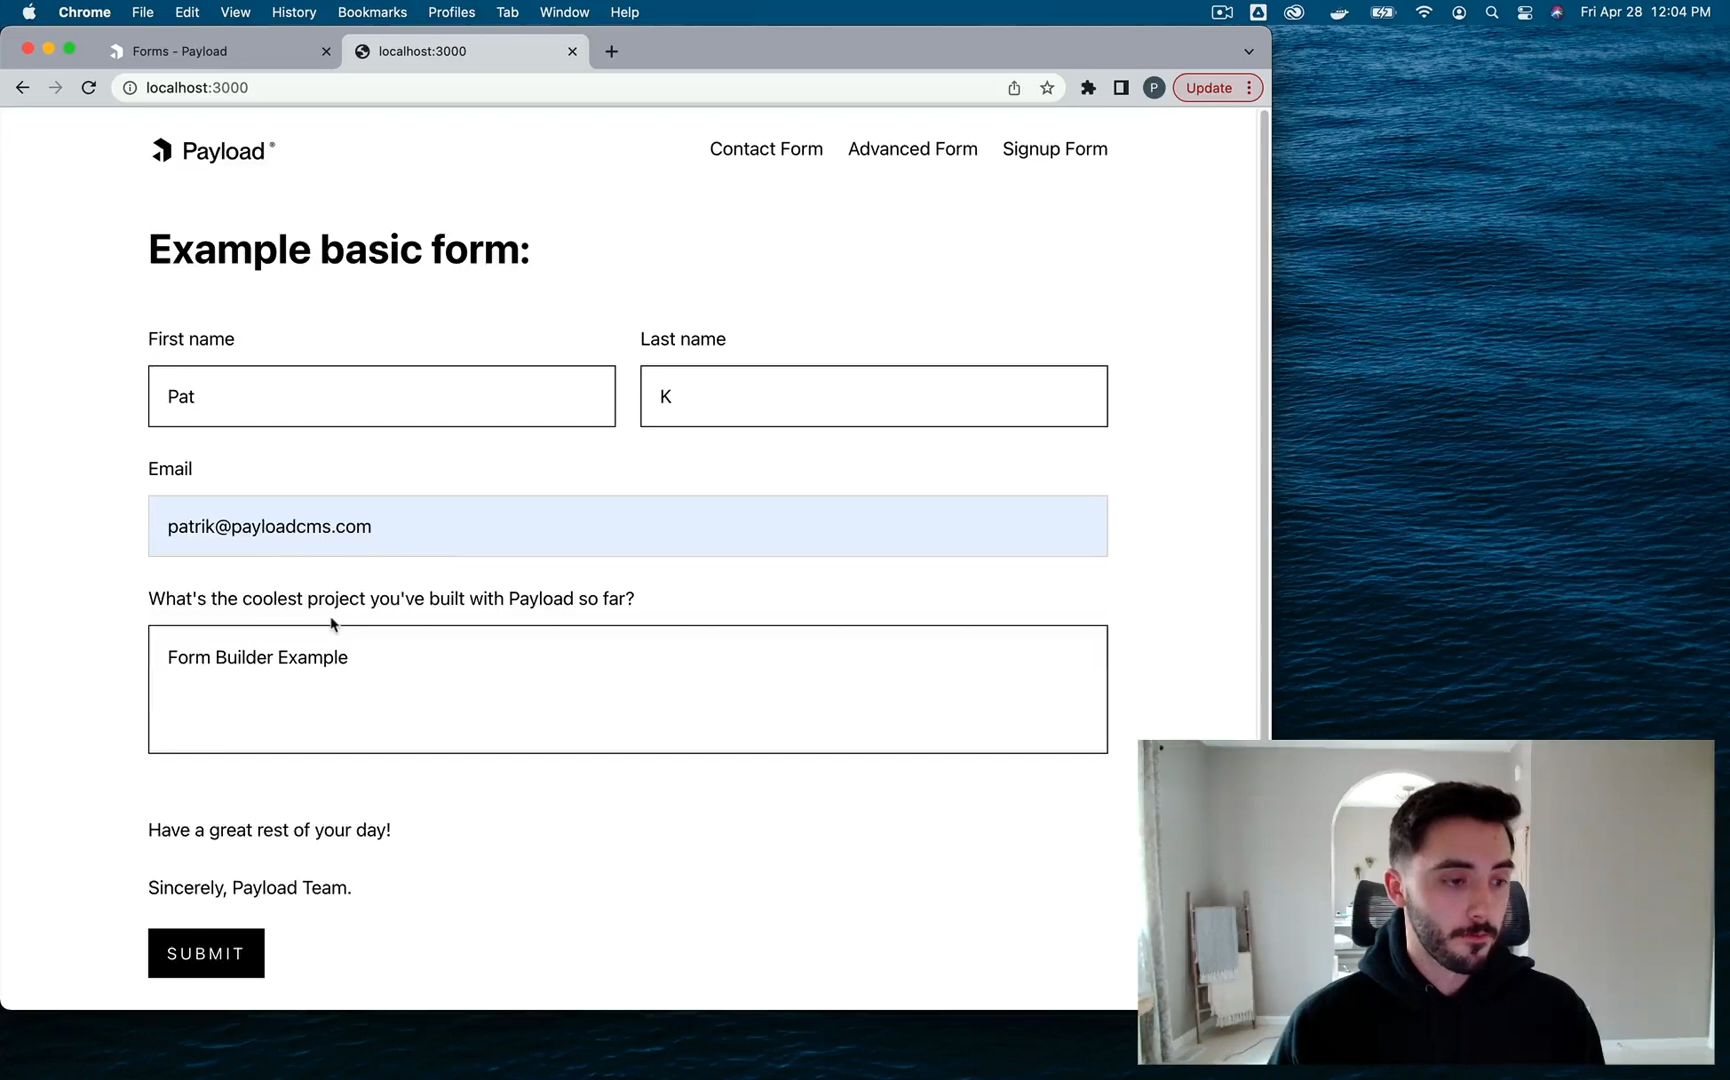 Chrome File Edit View History Bookmarks Profiles Tab Window Help Fri Apr 28 12:04 PM
Forms - Payload localhost:3000
localhost:3000 P Update
Payload Contact Form Advanced Form Signup Form
Example basic form:
First name Last name
Pat K
Email
patrik@payloadcms.com
What's the coolest project you've built with Payload so far?
Form Builder Example
Have a great rest of your day!
Sincerely, Payload Team.
SUBMIT